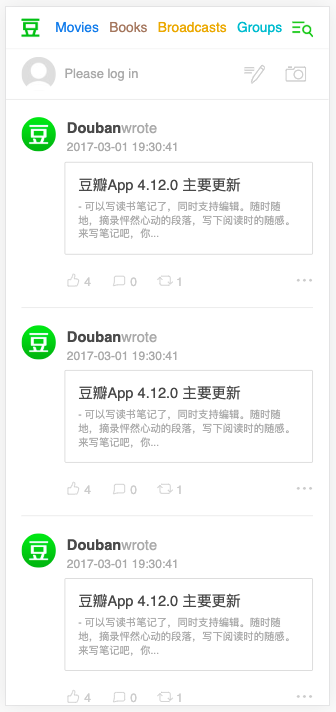 豆 Movies Books Broadcasts Groups
Please log in
豆 Doubanwrote
2017-03-01 19:30:41
豆瓣App 4.12.0 主要更新
- 可以写读书笔记了，同时支持编辑。随时随
地，摘录怦然心动的段落，写下阅读时的随感。
来写笔记吧，你...
4 0 1
豆 Doubanwrote
2017-03-01 19:30:41
豆瓣App 4.12.0 主要更新
- 可以写读书笔记了，同时支持编辑。随时随
地，摘录怦然心动的段落，写下阅读时的随感。
来写笔记吧，你...
4 0 1
豆 Doubanwrote
2017-03-01 19:30:41
豆瓣App 4.12.0 主要更新
- 可以写读书笔记了，同时支持编辑。随时随
地，摘录怦然心动的段落，写下阅读时的随感。
来写笔记吧，你...
4 0 1